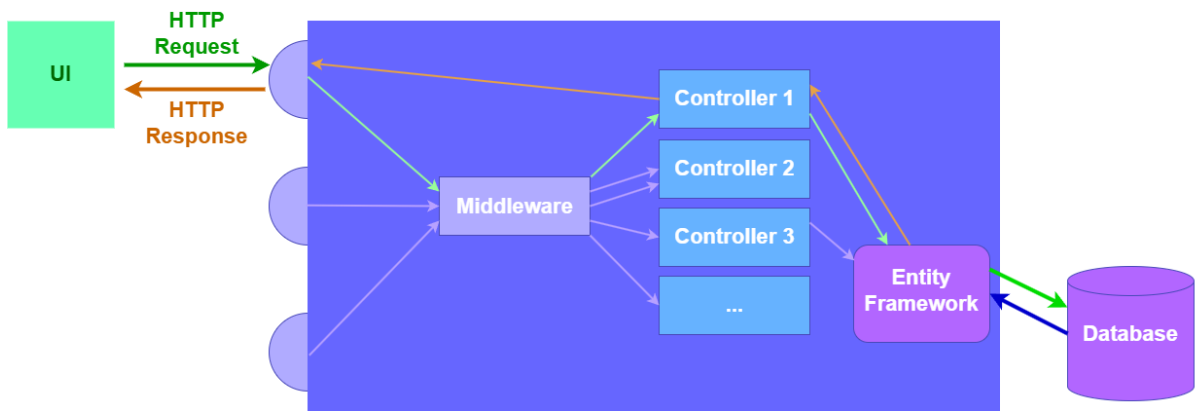 UI
HTTP
Request
HTTP
Response
Middleware
Controller 1
Controller 2
Controller 3
...
Entity
Framework
Database